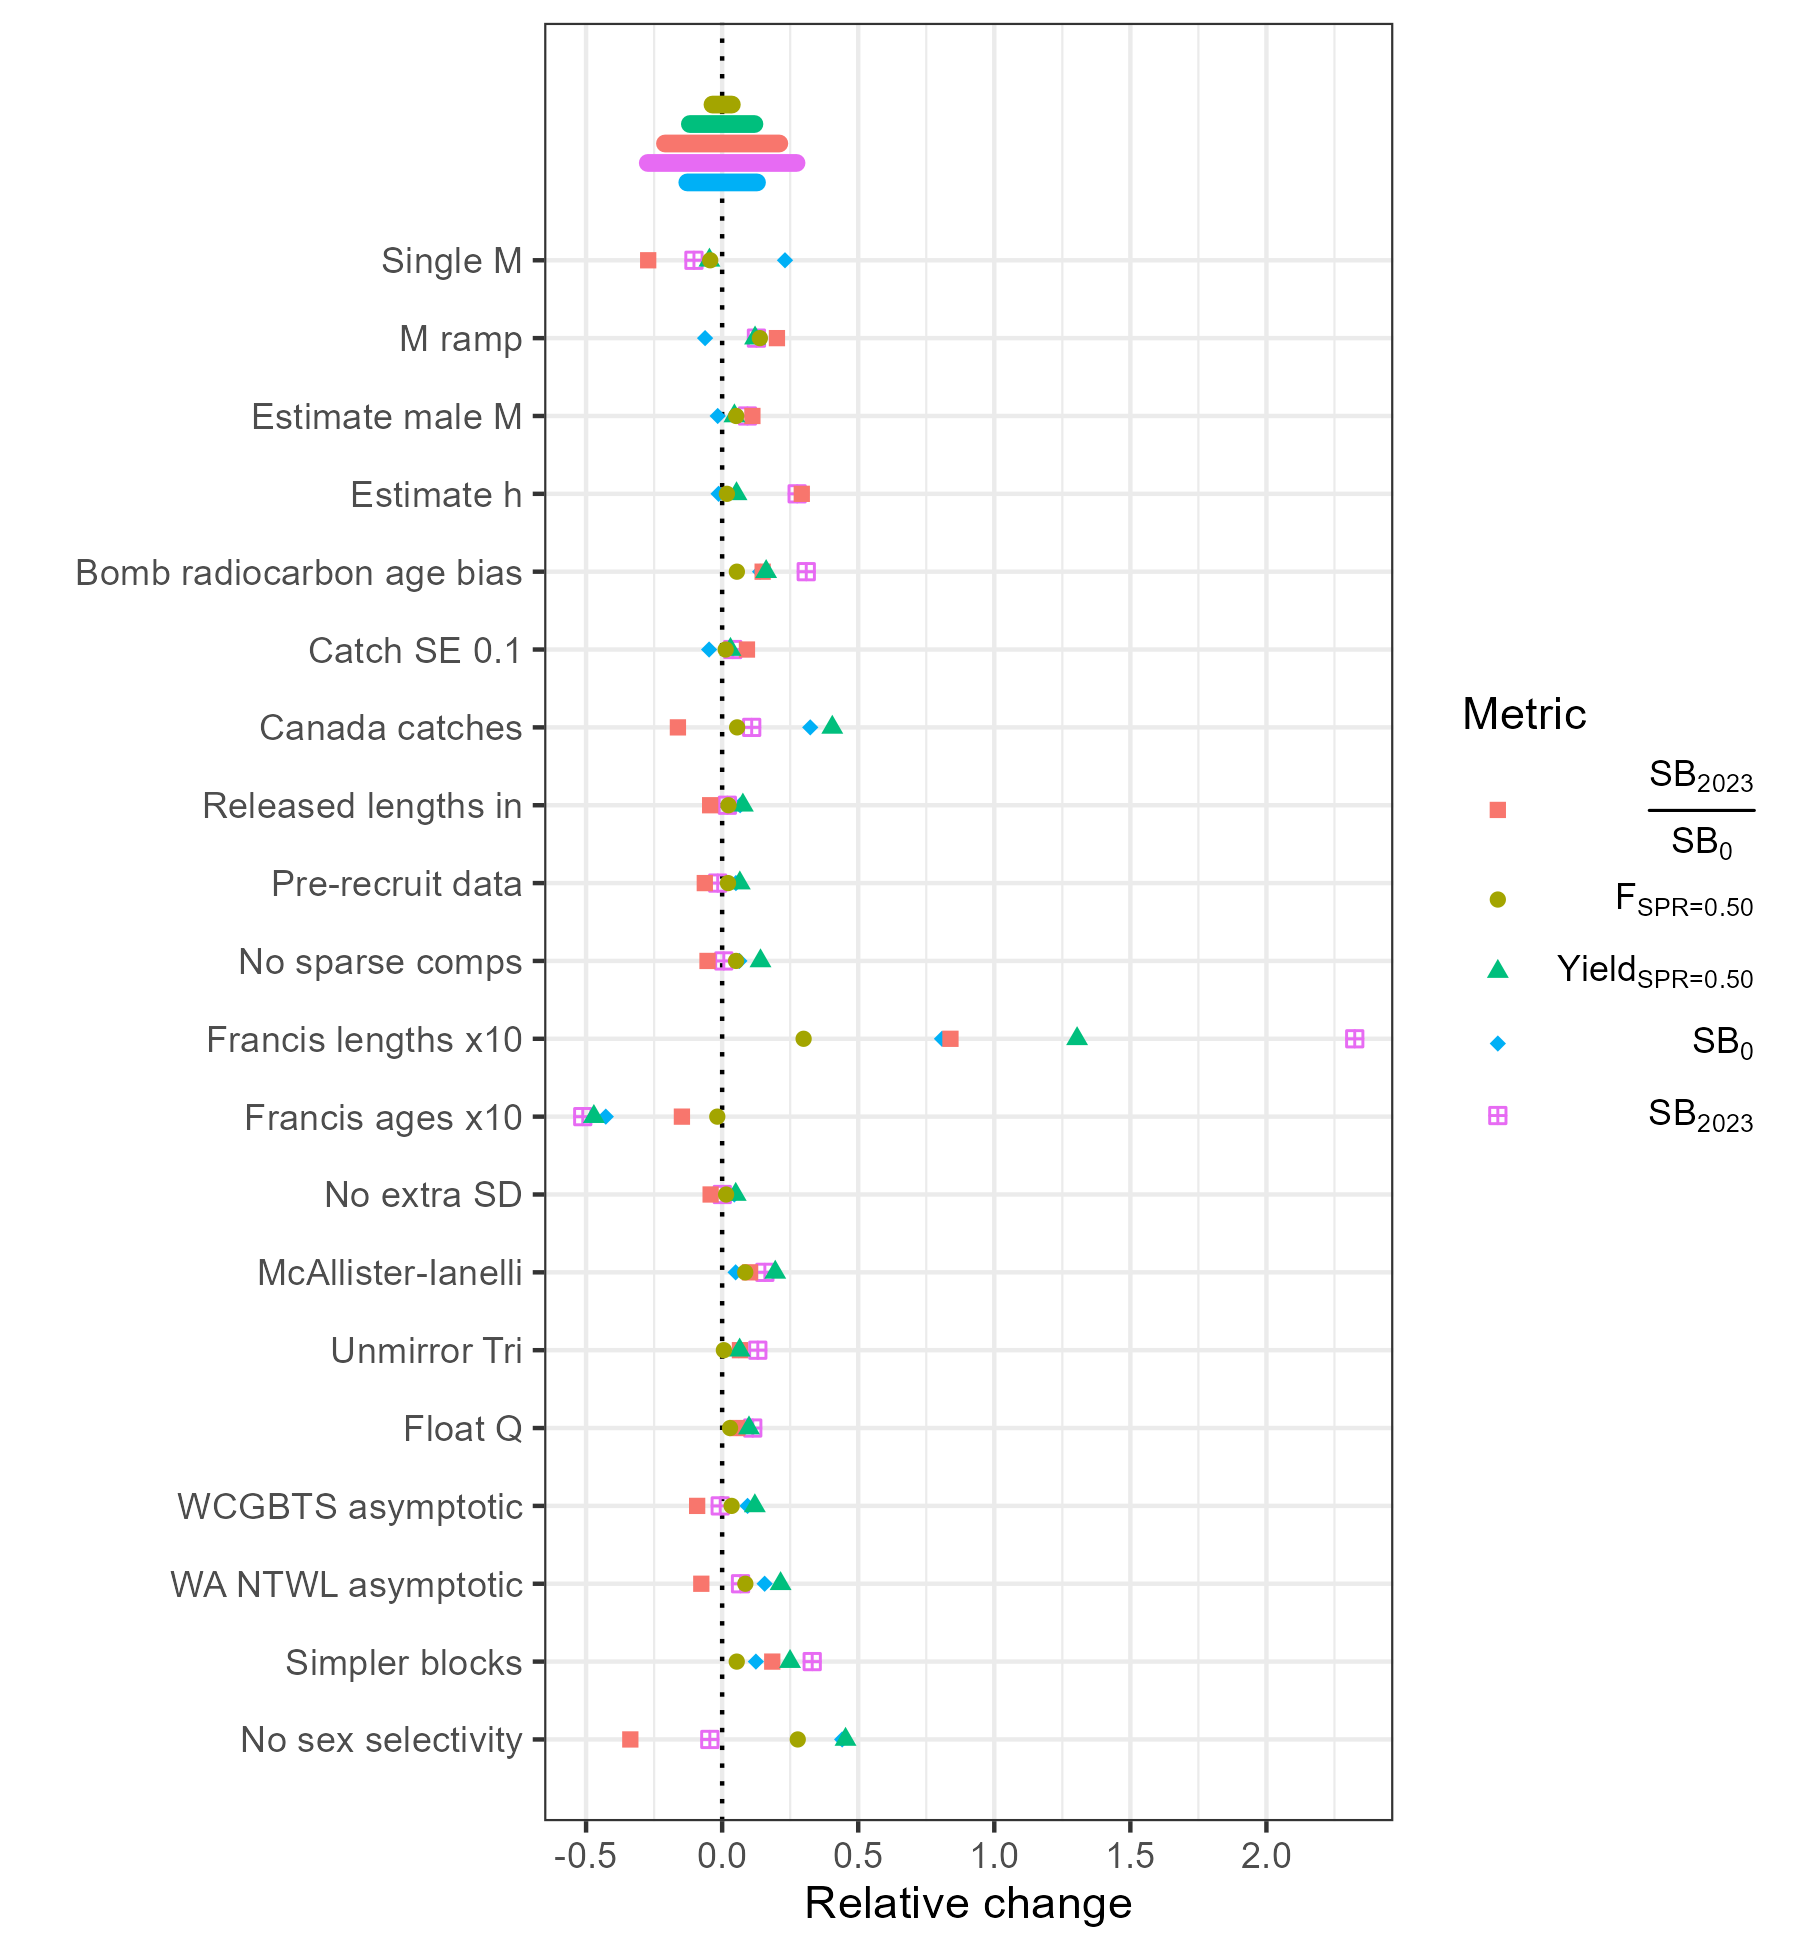 Single M
M ramp
Estimate male M
Estimate h
Bomb radiocarbon age bias
Catch SE 0.1
Canada catches
Released lengths in
Pre-recruit data
No sparse comps
Francis lengths x10
Francis ages x10
No extra SD
McAllister-Ianelli
Unmirror Tri
Float Q
WCGBTS asymptotic
WA NTWL asymptotic
Simpler blocks
No sex selectivity
-0.5 0.0 0.5 1.0 1.5 2.0
Relative change
Metric
SB2023
SB0
FSPR=0.50
YieldSPR=0.50
SB0
SB2023